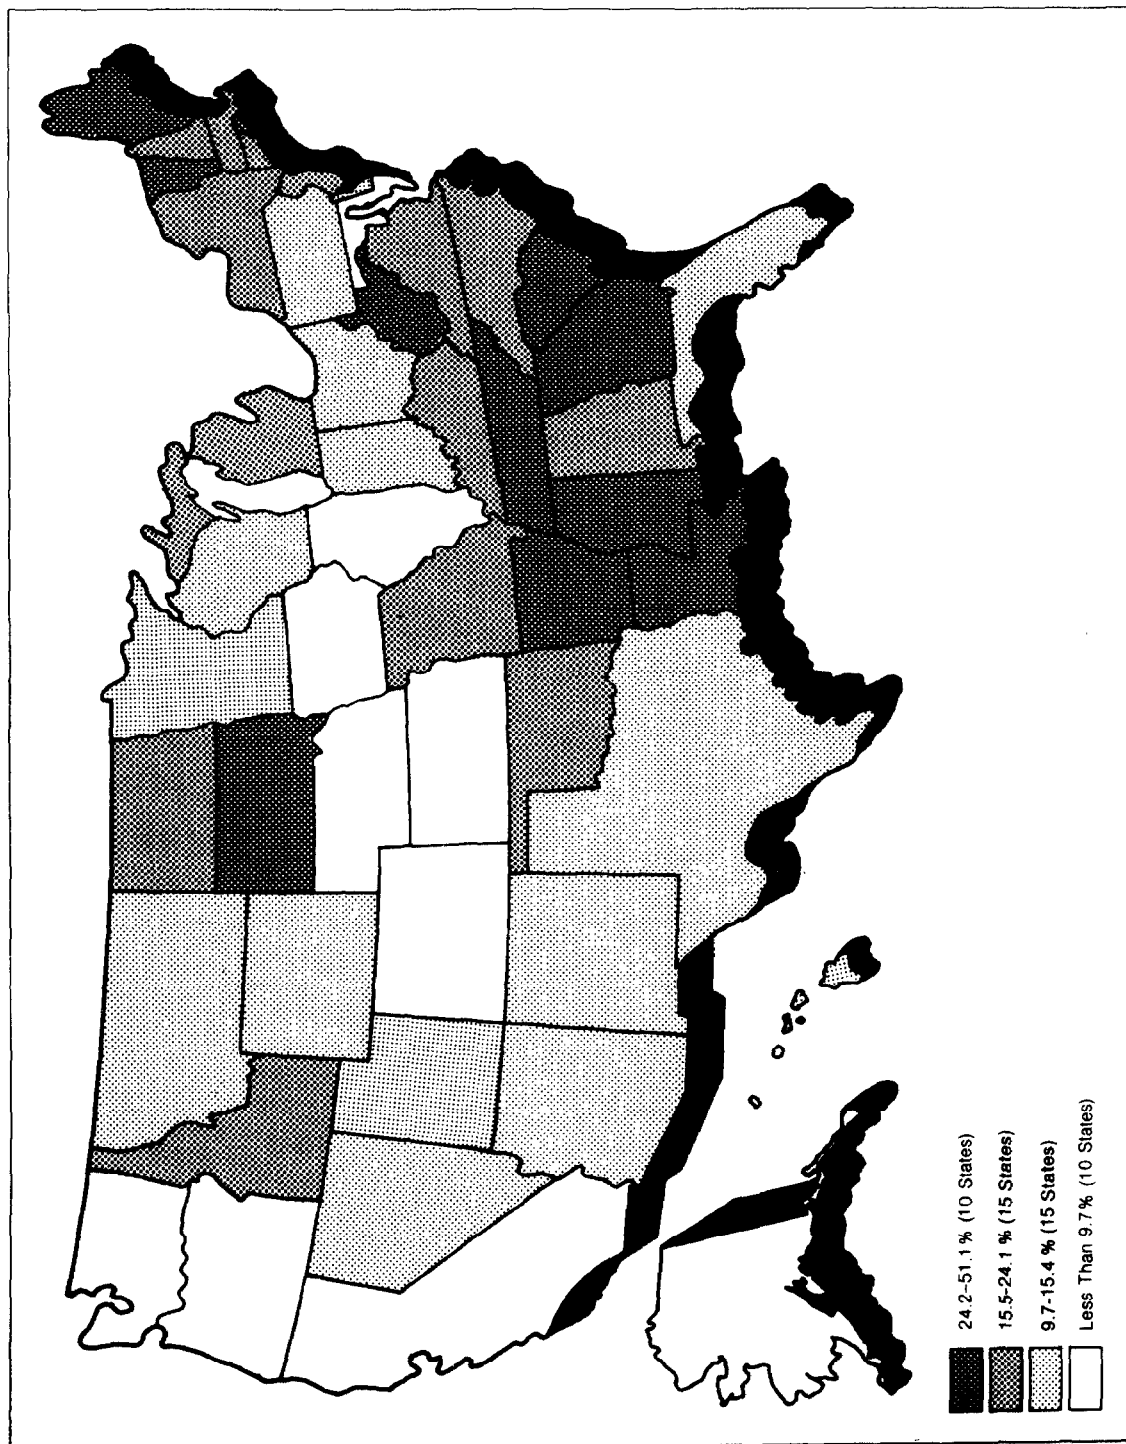 24.2-51.1 % (10 States)
15.5-24.1 % (15 States)
9.7-15.4 % (15 States)
Less Than 9.7% (10 States)